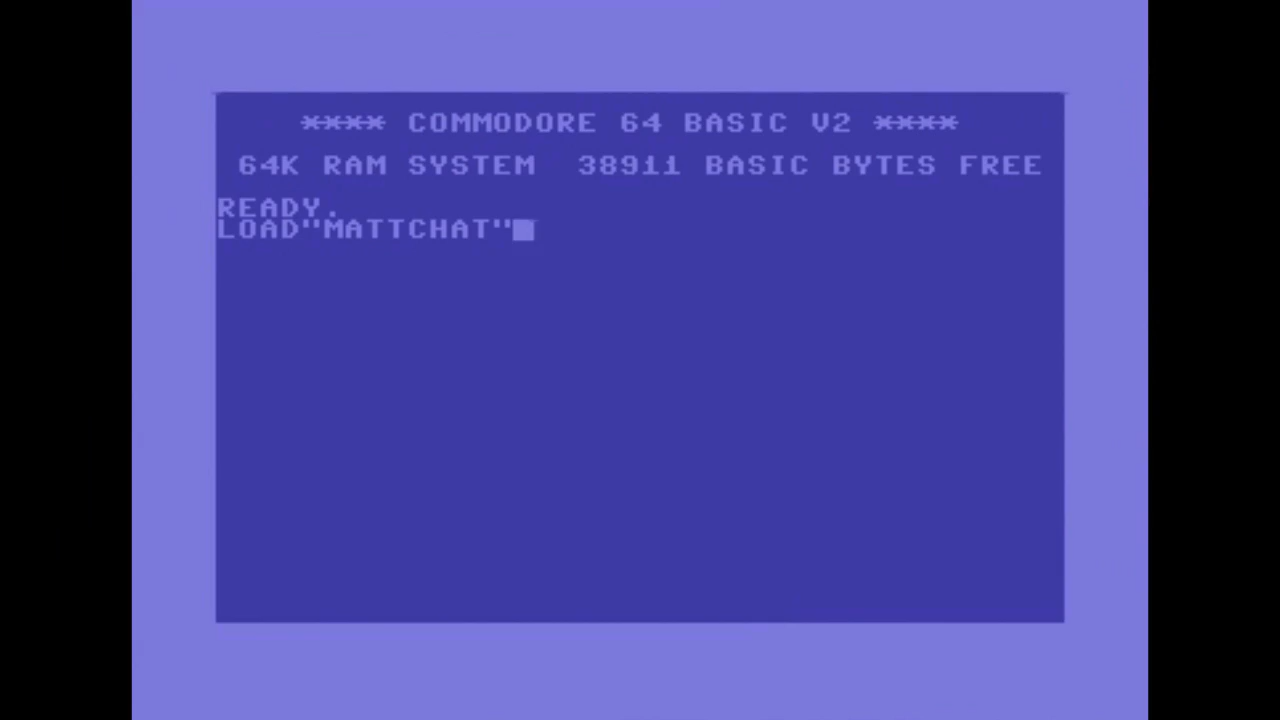 **** COMMODORE 64 BASIC V2 ****
64K RAM SYSTEM  38911 BASIC BYTES FREE
READY.
LOAD"MATTCHAT"